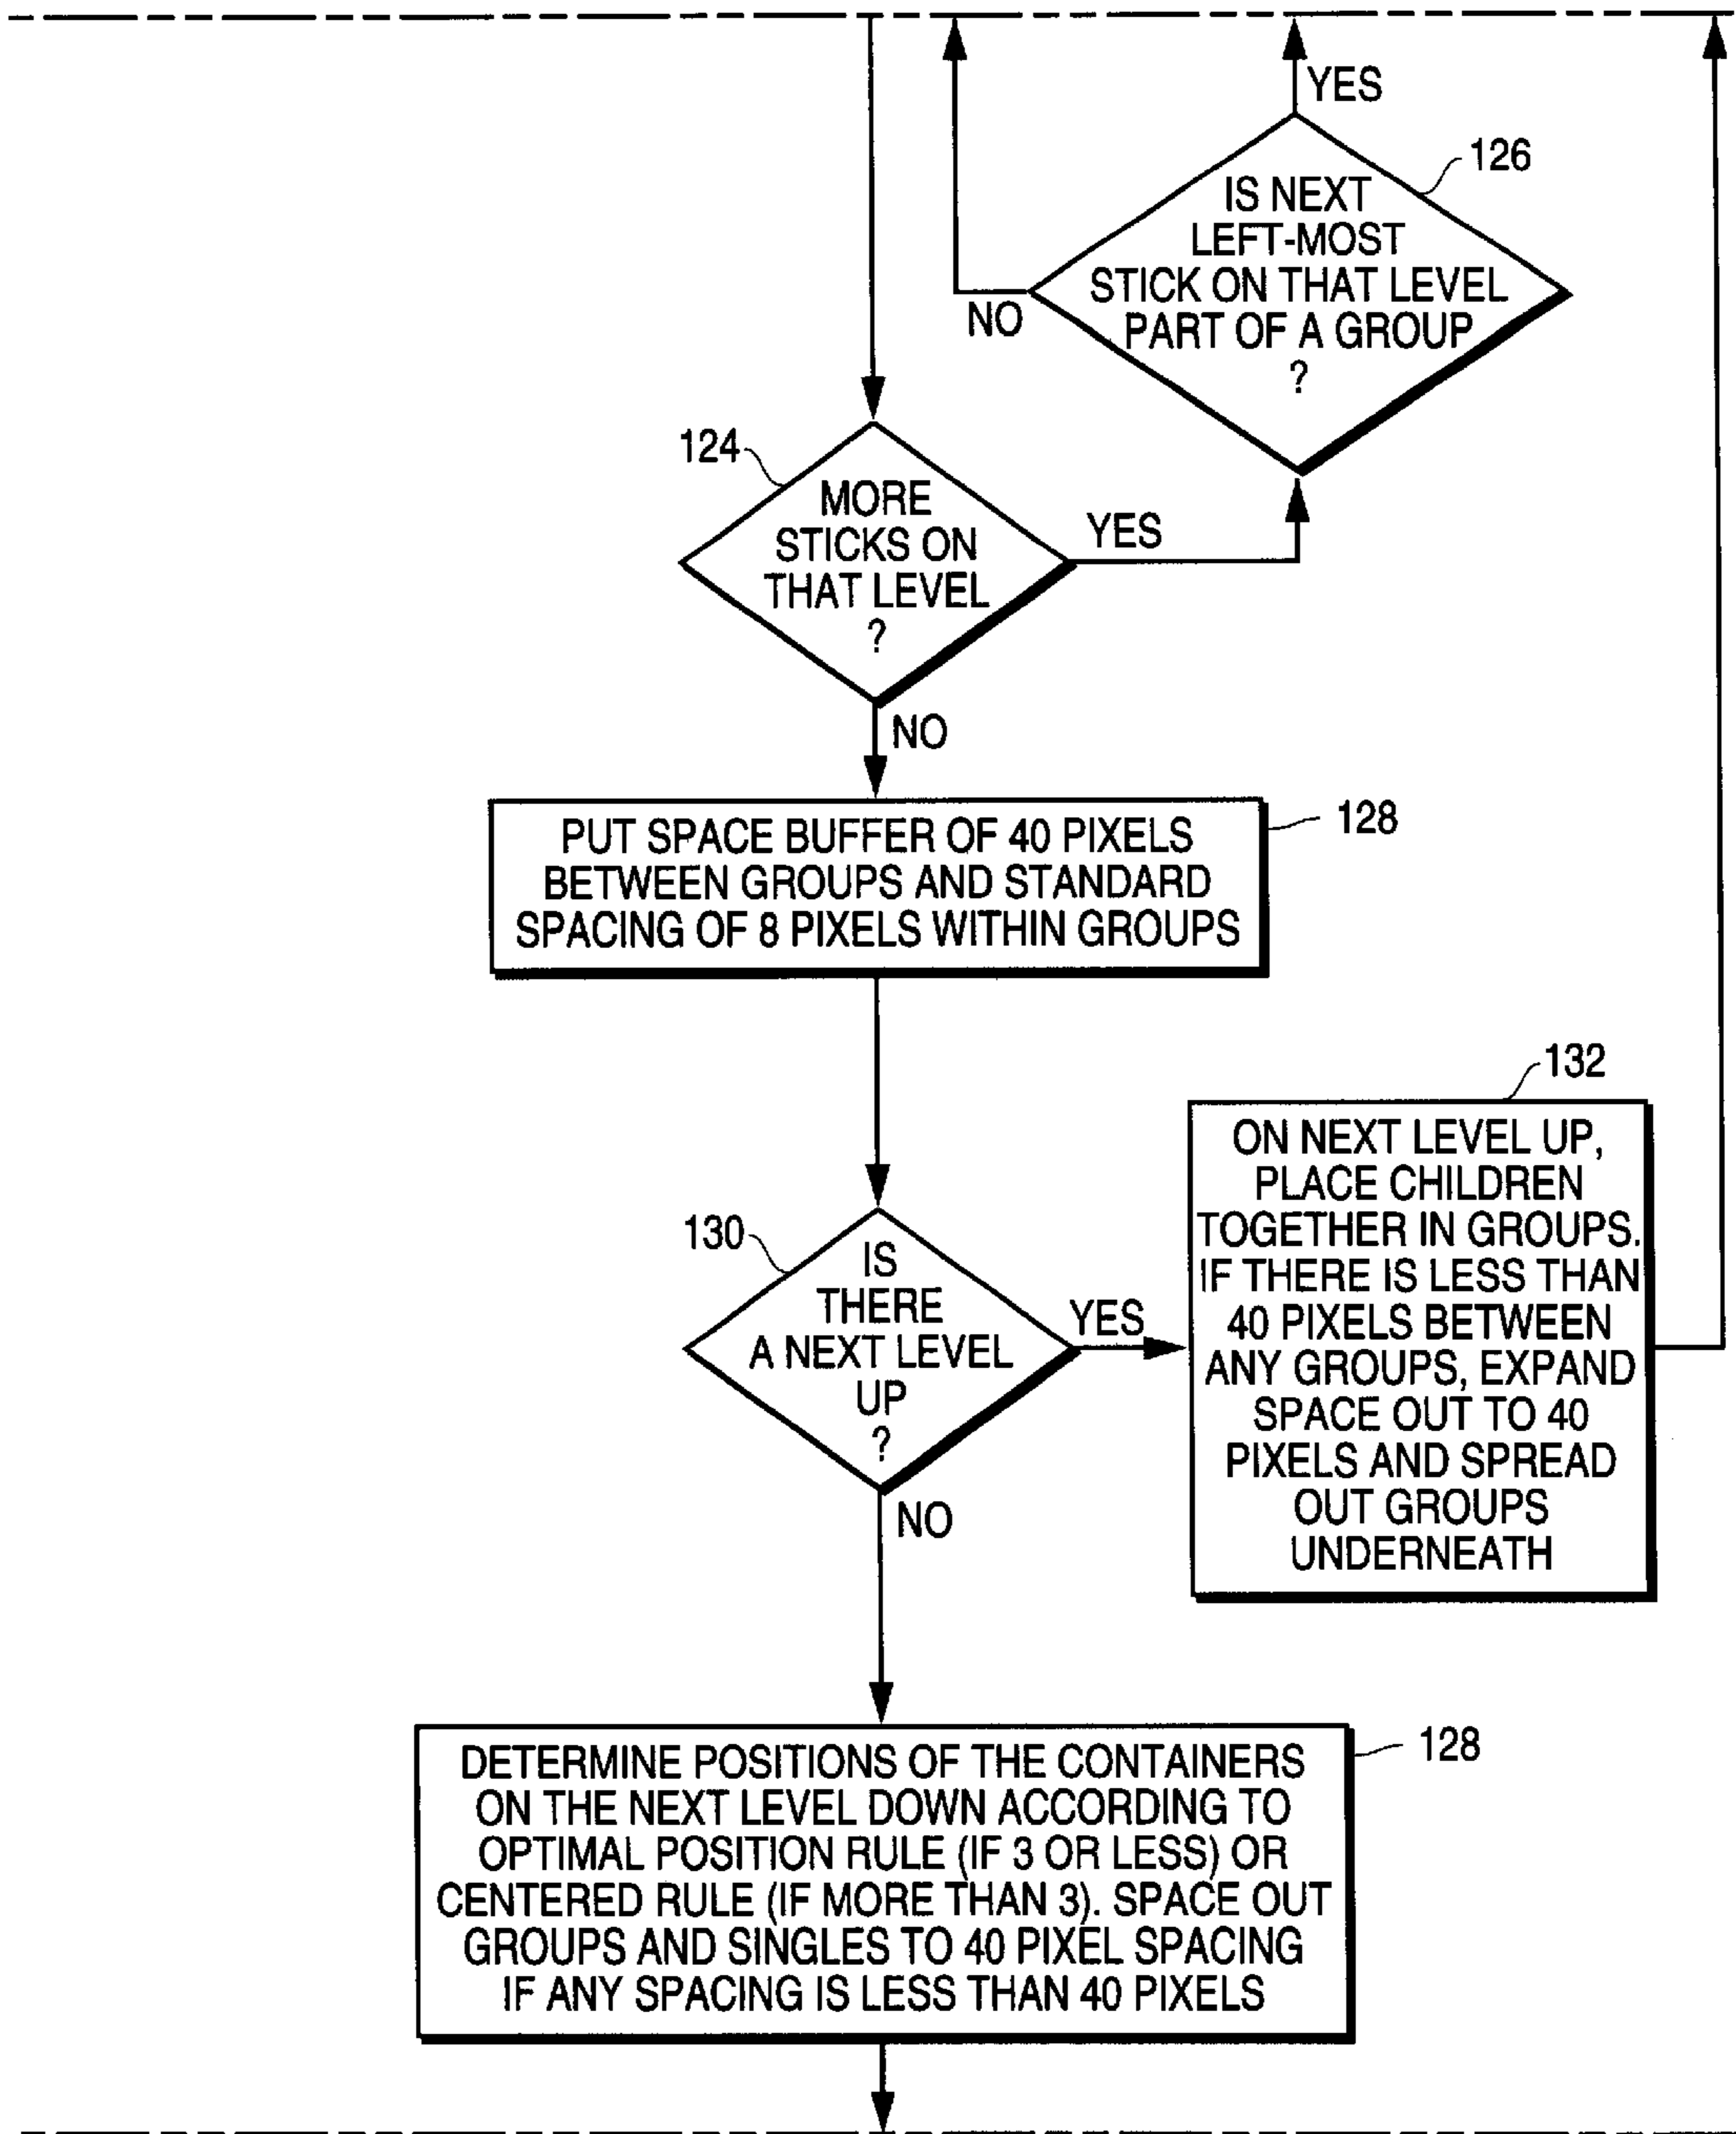 YES
126
IS NEXT
LEFT-MOST
STICK ON THAT LEVEL
PART OF A GROUP
?
NO
124
MORE
STICKS ON
THAT LEVEL
?
YES
NO
128
PUT SPACE BUFFER OF 40 PIXELS
BETWEEN GROUPS AND STANDARD
SPACING OF 8 PIXELS WITHIN GROUPS
130
IS
THERE
A NEXT LEVEL
UP
?
YES
132
ON NEXT LEVEL UP,
PLACE CHILDREN
TOGETHER IN GROUPS.
IF THERE IS LESS THAN
40 PIXELS BETWEEN
ANY GROUPS, EXPAND
SPACE OUT TO 40
PIXELS AND SPREAD
OUT GROUPS
UNDERNEATH
NO
128
DETERMINE POSITIONS OF THE CONTAINERS
ON THE NEXT LEVEL DOWN ACCORDING TO
OPTIMAL POSITION RULE (IF 3 OR LESS) OR
CENTERED RULE (IF MORE THAN 3). SPACE OUT
GROUPS AND SINGLES TO 40 PIXEL SPACING
IF ANY SPACING IS LESS THAN 40 PIXELS